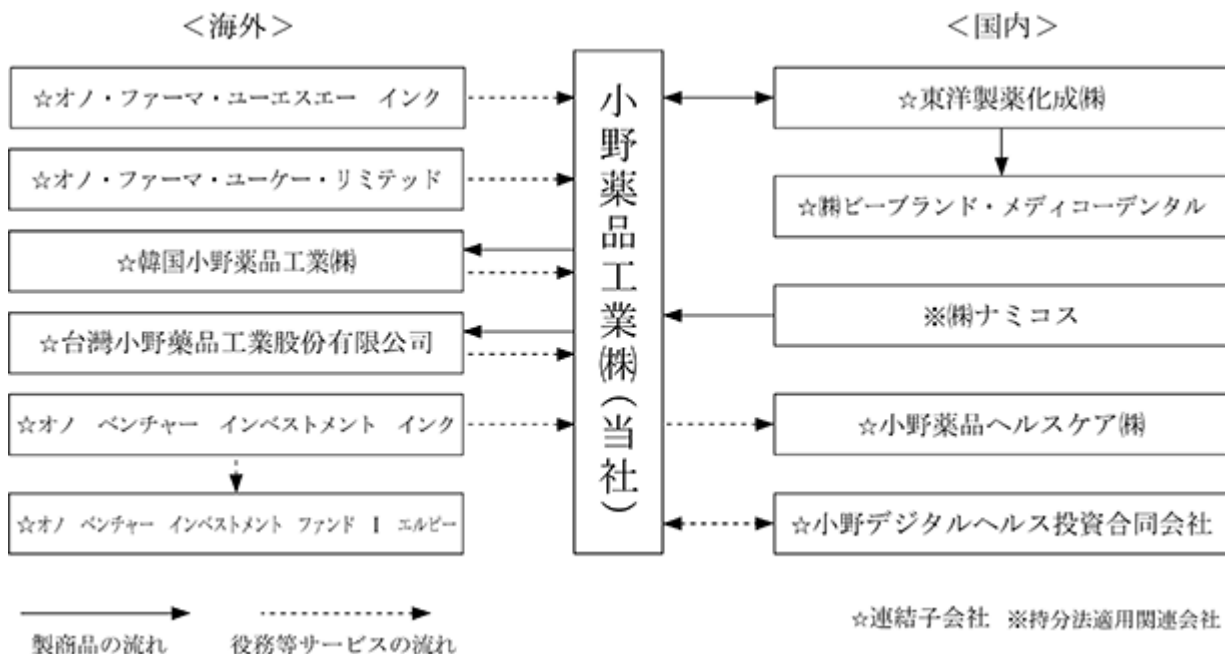 <海外>
☆オノ・ファーマ・ユーエスエー　インク
☆オノ・ファーマ・ユーケー・リミテッド
☆韓国小野薬品工業㈱
☆台灣小野藥品工業股份有限公司
☆オノ　ベンチャー　インベストメント　インク
☆オノ　ベンチャー　インベストメント　ファンド　Ⅰ　エルピー
小野薬品工業㈱(当社)
<国内>
☆東洋製薬化成㈱
☆㈱ビーブランド・メディコーデンタル
※㈱ナミコス
☆小野薬品ヘルスケア㈱
☆小野デジタルヘルス投資合同会社
製商品の流れ
役務等サービスの流れ
☆連結子会社　※持分法適用関連会社